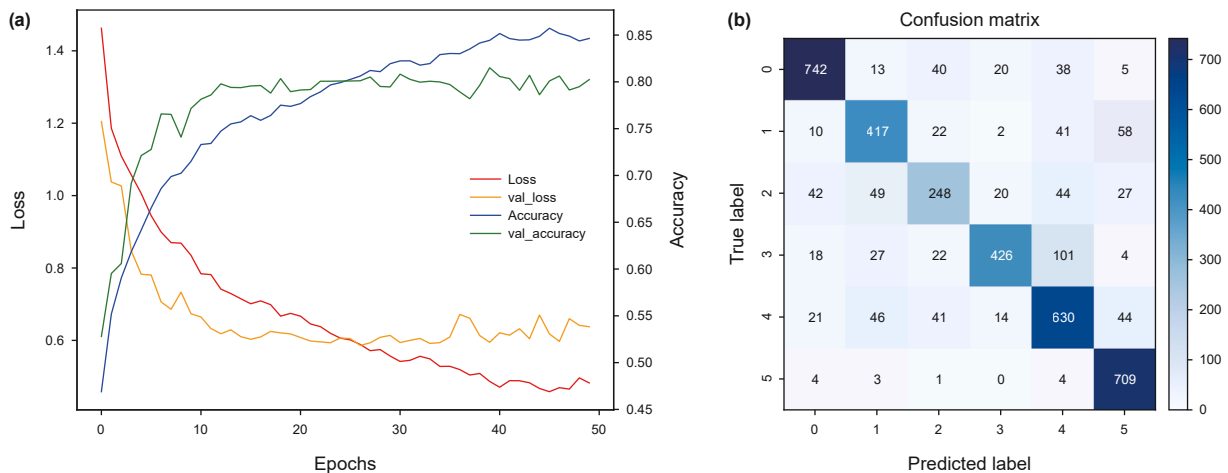 (a)
Loss
1.4
1.2
1.0
0.8
0.6
0 10 20 30 40 50
Epochs
0.85
0.80
0.75
0.70
0.65
0.60
0.55
0.50
0.45
Accuracy
Loss
val_loss
Accuracy
val_accuracy
(b)
Confusion matrix
True label
0 742 13 40 20 38 5
1 10 417 22 2 41 58
2 42 49 248 20 44 27
3 18 27 22 426 101 4
4 21 46 41 14 630 44
5 4 3 1 0 4 709
0 1 2 3 4 5
Predicted label
700
600
500
400
300
200
100
0